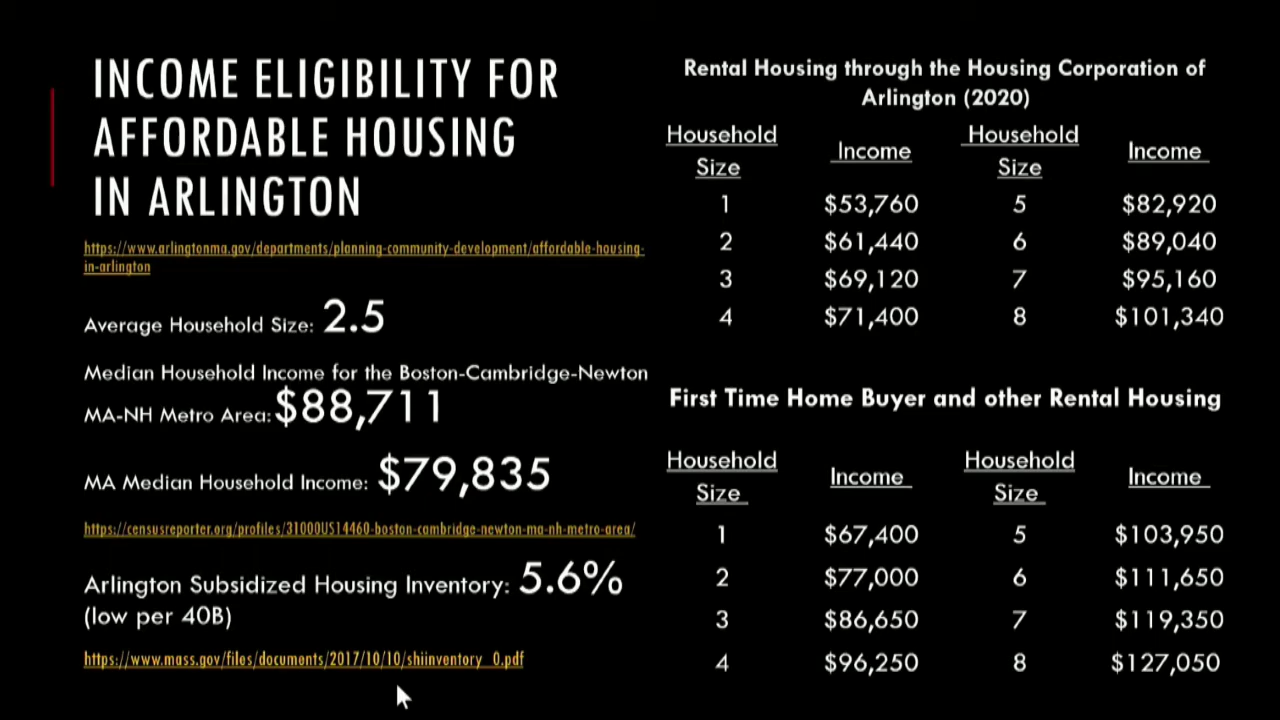 INCOME ELIGIBILITY FOR
AFFORDABLE HOUSING
IN ARLINGTON
https://www.arlingtonma.gov/departments/planning-community-development/affordable-housing-
in-arlington
Average Household Size: 2.5
Median Household Income for the Boston-Cambridge-Newton
MA-NH Metro Area: $88,711
MA Median Household Income: $79,835
https://censusreporter.org/profiles/31000US14460-boston-cambridge-newton-ma-nh-metro-area/
Arlington Subsidized Housing Inventory: 5.6%
(low per 40B)
https://www.mass.gov/files/documents/2017/10/10/shiinventory_0.pdf
Rental Housing through the Housing Corporation of
Arlington (2020)
Household Size Income Household Size Income
1 $53,760 5 $82,920
2 $61,440 6 $89,040
3 $69,120 7 $95,160
4 $71,400 8 $101,340
First Time Home Buyer and other Rental Housing
Household Size Income Household Size Income
1 $67,400 5 $103,950
2 $77,000 6 $111,650
3 $86,650 7 $119,350
4 $96,250 8 $127,050